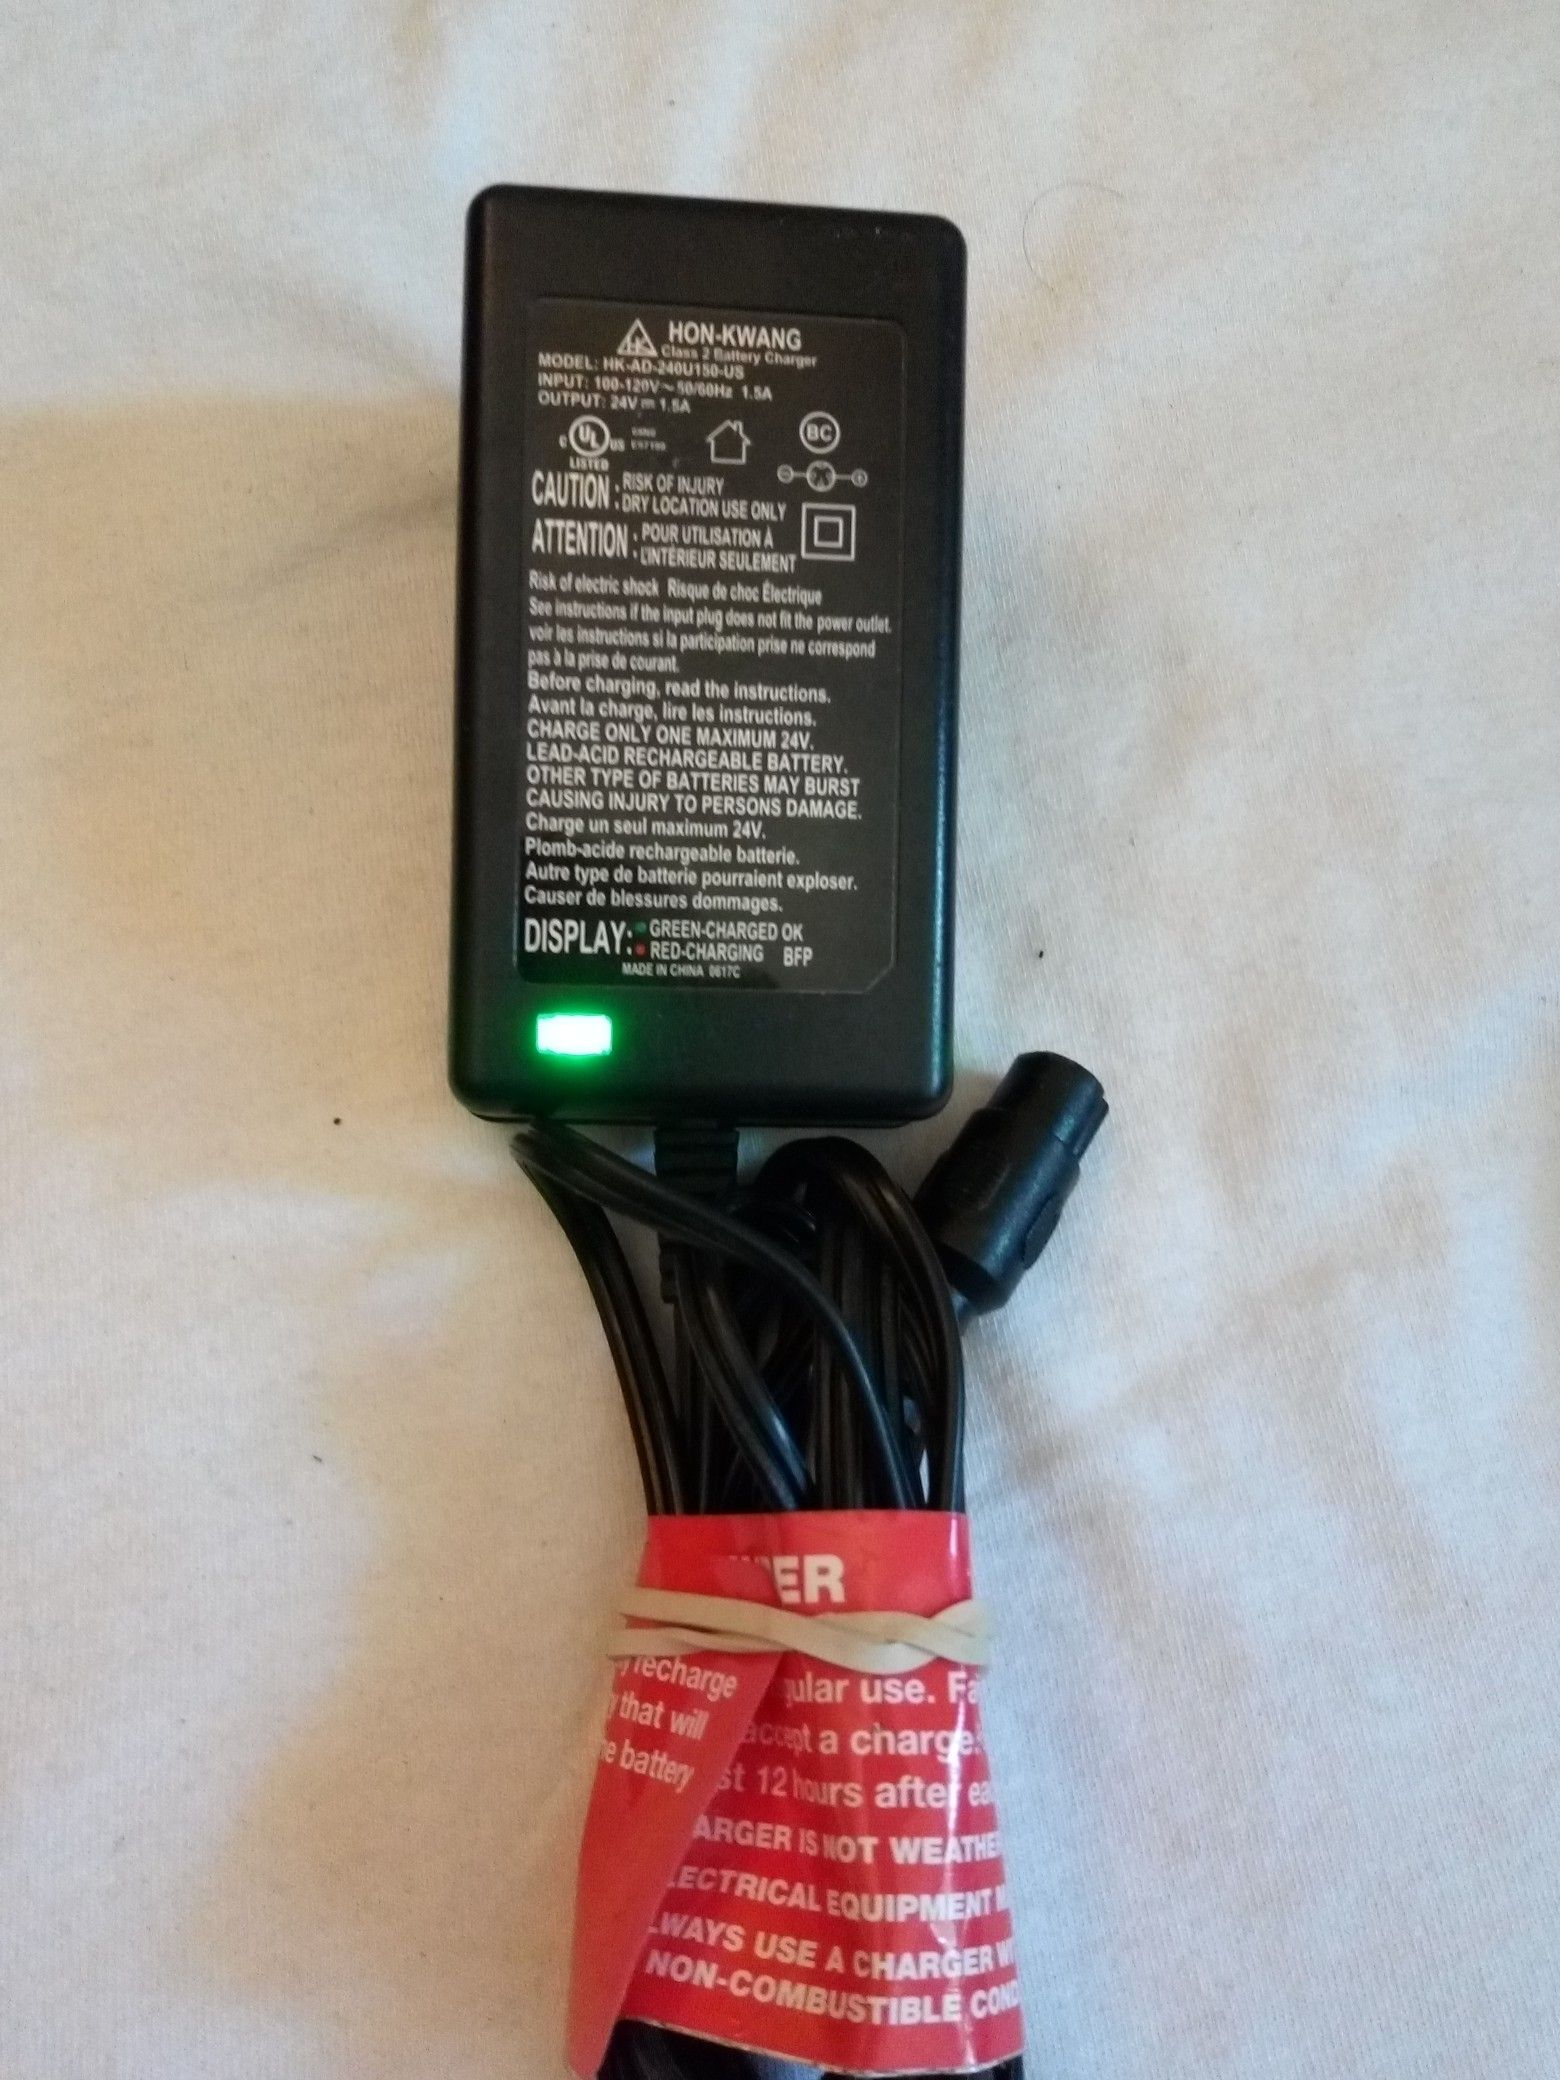 HK HON-KWANG
Class 2 Battery Charger
MODEL: HK-AD-240U150-US
INPUT: 100-120V~50/60Hz 1.5A
OUTPUT: 24V⎓1.5A
C UL US
LISTED
BC
CAUTION : RISK OF INJURY
DRY LOCATION USE ONLY
ATTENTION : POUR UTILISATION À
L'INTÉRIEUR SEULEMENT
Risk of electric shock Risque de choc Électrique
See instructions if the input plug does not fit the power outlet.
voir les instructions si la participation prise ne correspond
pas à la prise de courant.
Before charging, read the instructions.
Avant la charge, lire les instructions.
CHARGE ONLY ONE MAXIMUM 24V.
LEAD-ACID RECHARGEABLE BATTERY.
OTHER TYPE OF BATTERIES MAY BURST
CAUSING INJURY TO PERSONS DAMAGE.
Charge un seul maximum 24V.
Plomb-acide rechargeable batterie.
Autre type de batterie pourraient exploser.
Causer de blessures dommages.
DISPLAY: GREEN-CHARGED OK
RED-CHARGING BFP
MADE IN CHINA 0617C
ER
recharge
that will
battery
gular use. Fa
accept a charge.
st 12 hours after ea
ARGER IS NOT WEATHE
LECTRICAL EQUIPMENT
LWAYS USE A CHARGER W
NON-COMBUSTIBLE COND